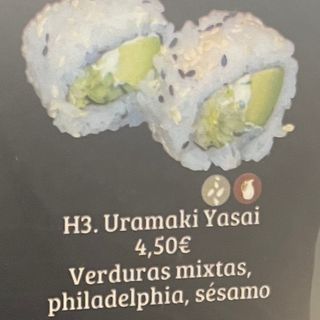 H3. Uramaki Yasai
4,50€
Verduras mixtas,
philadelphia, sésamo